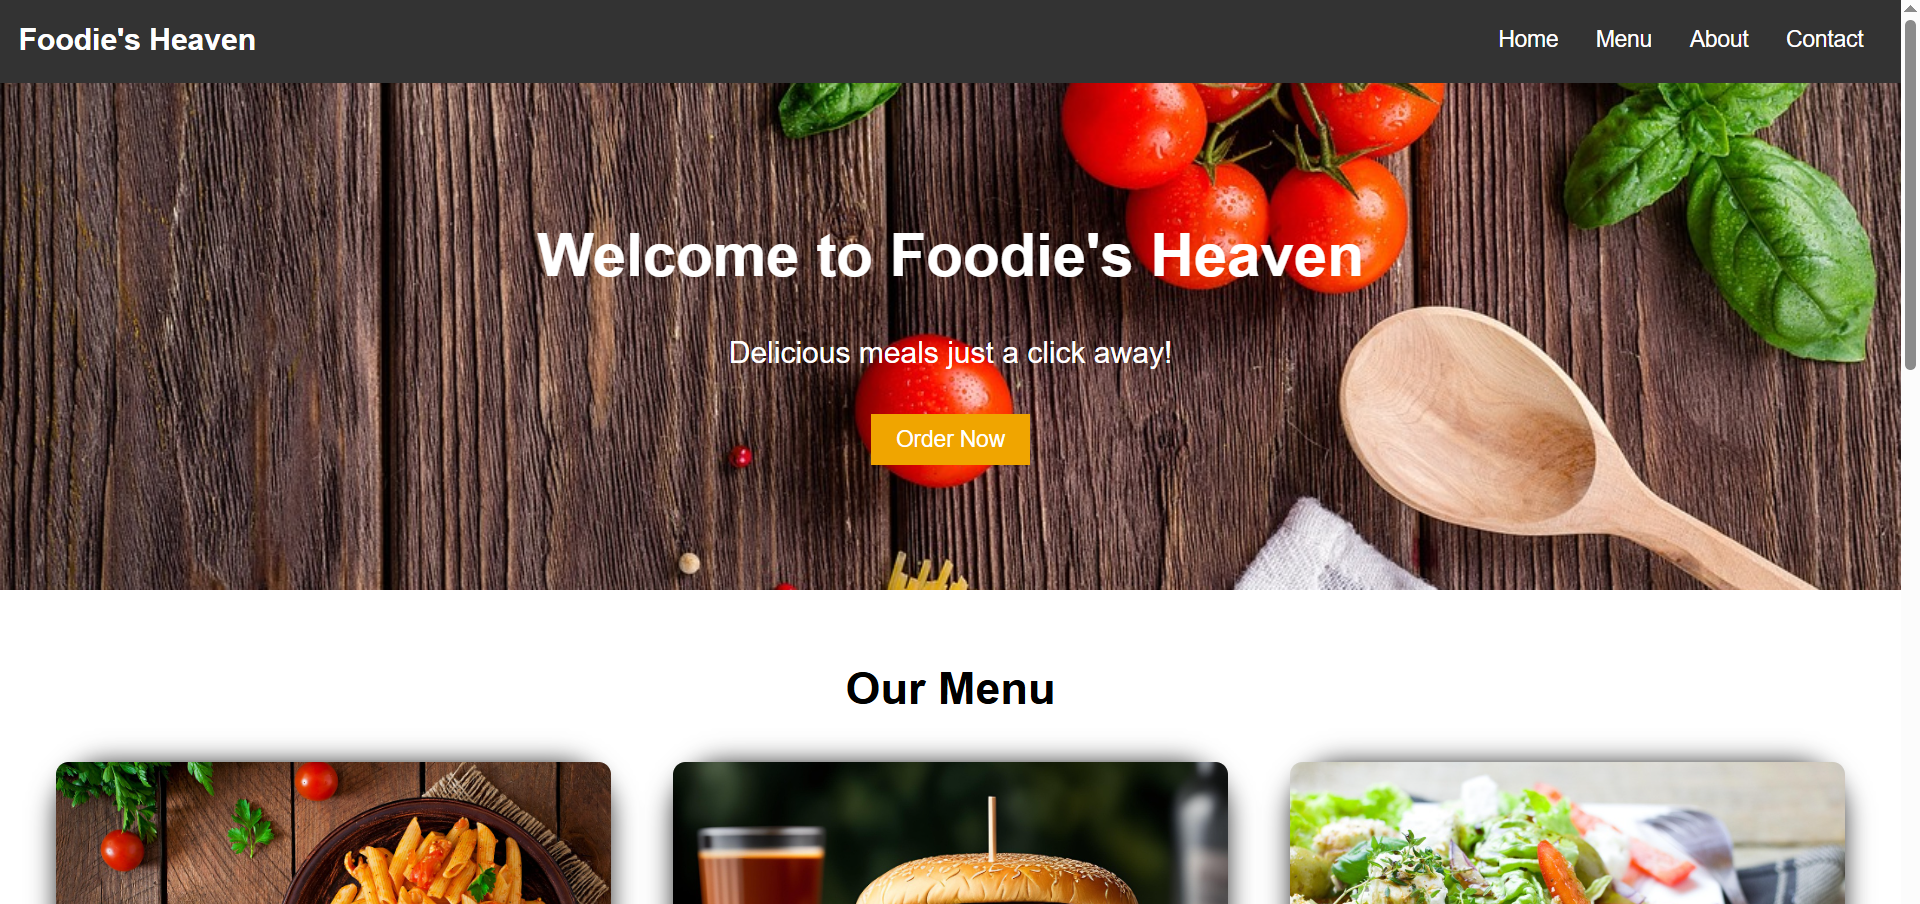 Foodie's Heaven
Home Menu About Contact
Welcome to Foodie's Heaven
Delicious meals just a click away!
Order Now
Our Menu